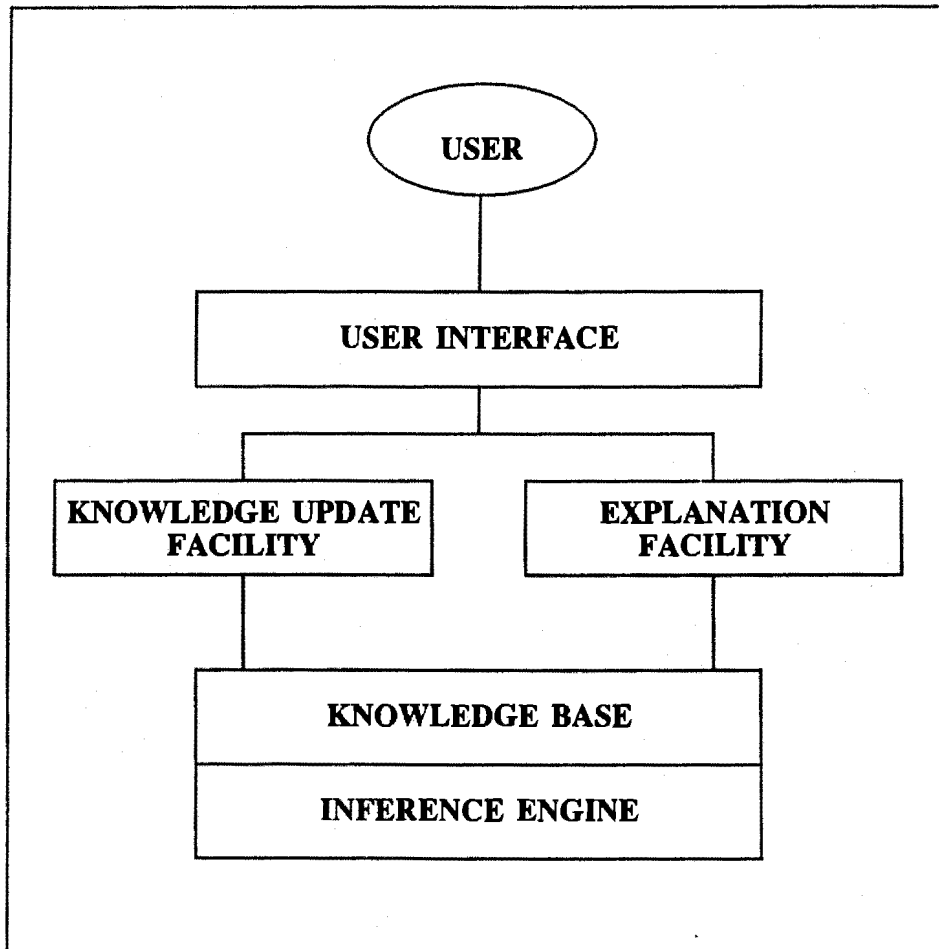 USER
USER INTERFACE
KNOWLEDGE UPDATE
FACILITY
EXPLANATION
FACILITY
KNOWLEDGE BASE
INFERENCE ENGINE